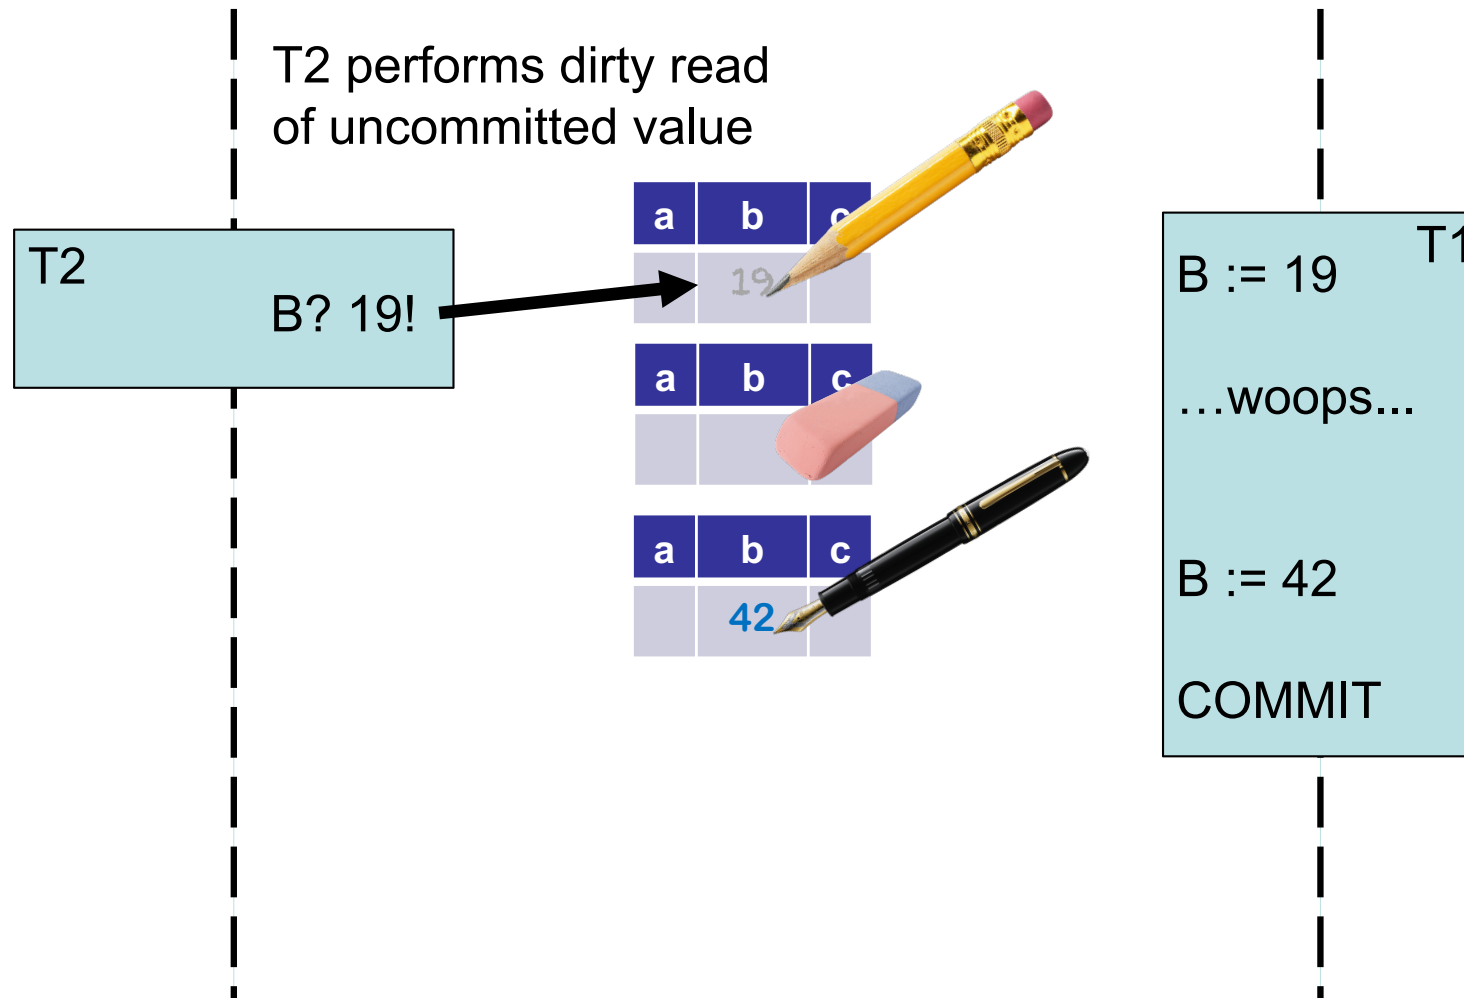 T2 performs dirty read
of uncommitted value
T2
B? 19!
a b c
19
a b c
a b c
42
T1
B := 19
…woops...
B := 42
COMMIT